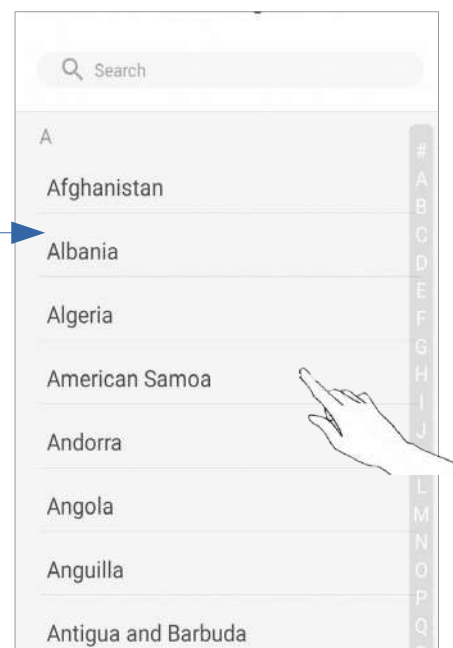 Search
A
Afghanistan
Albania
Algeria
American Samoa
Andorra
Angola
Anguilla
Antigua and Barbuda
#
A
B
C
D
E
F
G
H
I
J
L
M
N
O
P
Q